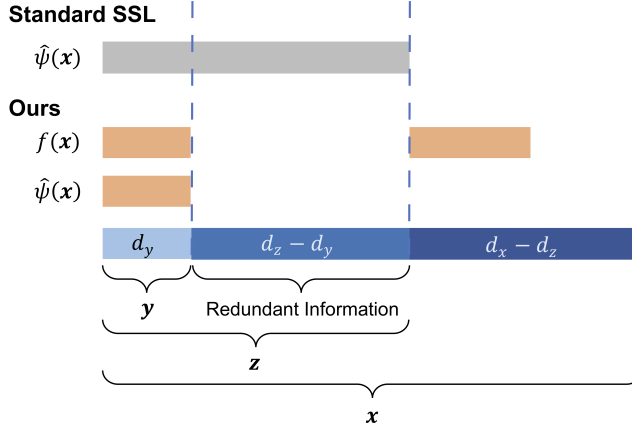 Standard SSL
ψ̂(x)
Ours
f(x)
ψ̂(x)
d_y d_z − d_y d_x − d_z
y Redundant Information
z
x